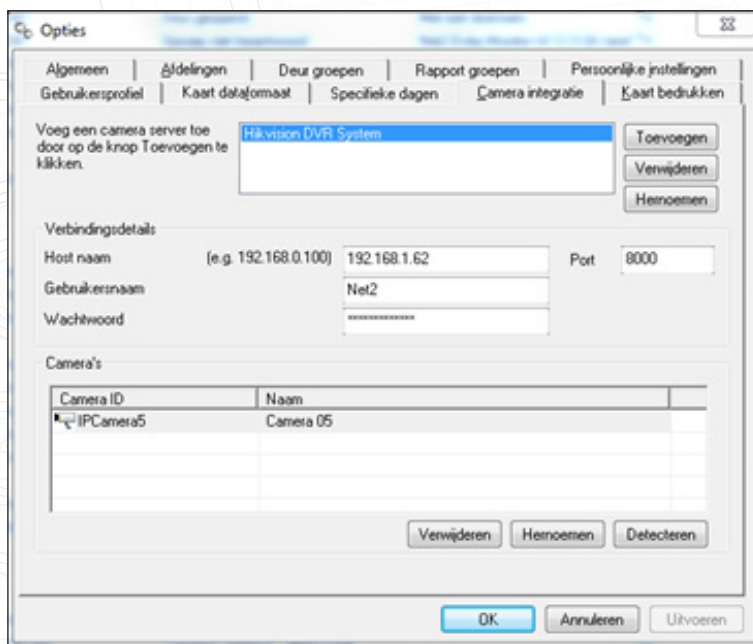 Opties
Algemeen Afdelingen Deur groepen Rapport groepen Persoonlijke instellingen
Gebruikersprofiel Kaart dataformaat Specifieke dagen Camera integratie Kaart bedrukken
Voeg een camera server toe
door op de knop Toevoegen te
klikken.
Hikvision DVR System
Toevoegen
Verwijderen
Hernoemen
Verbindingsdetails
Host naam (e.g. 192.168.0.100) 192.168.1.62 Port 8000
Gebruikersnaam Net2
Wachtwoord
Camera's
Camera ID Naam
IPCamera5 Camera 05
Verwijderen Hernoemen Detecteren
OK Annuleren Uitvoeren